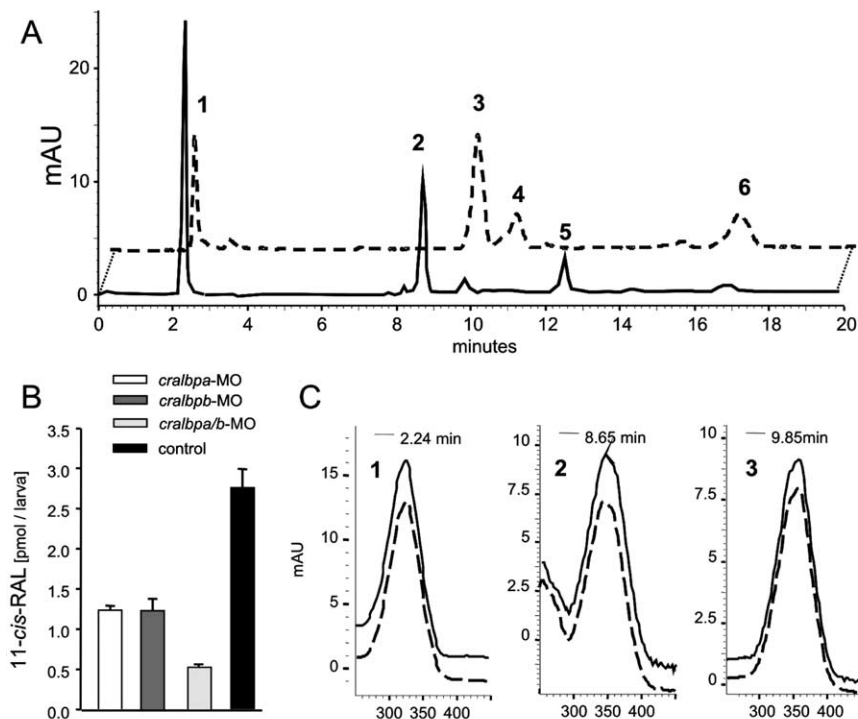 A
mAU
20
10
0
1
2
3
4
5
6
0 2 4 6 8 10 12 14 16 18 20
minutes
B
cralbpa-MO
cralbpb-MO
cralbpa/b-MO
control
11-cis-RAL [pmol / larva]
3.5
3.0
2.5
2.0
1.5
1.0
0.5
0.0
C
mAU
2.24 min
1
15
10
5
0
300 350 400
8.65 min
2
10
7.5
5.0
2.5
0
300 350 400
9.85min
3
10
7.5
5.0
2.5
0
300 350 400